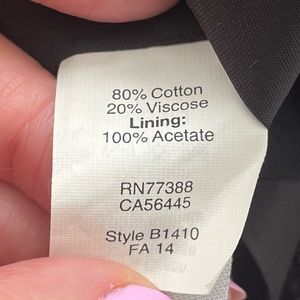 80% Cotton
20% Viscose
Lining:
100% Acetate
RN77388
CA56445
Style B1410
FA 14